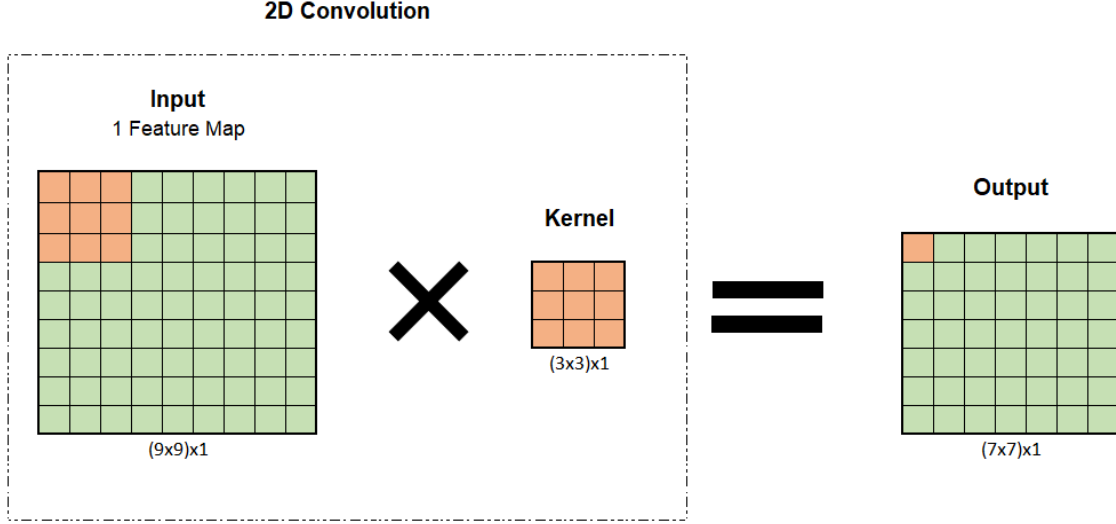 2D Convolution
Input
1 Feature Map
(9x9)x1
Kernel
(3x3)x1
Output
(7x7)x1